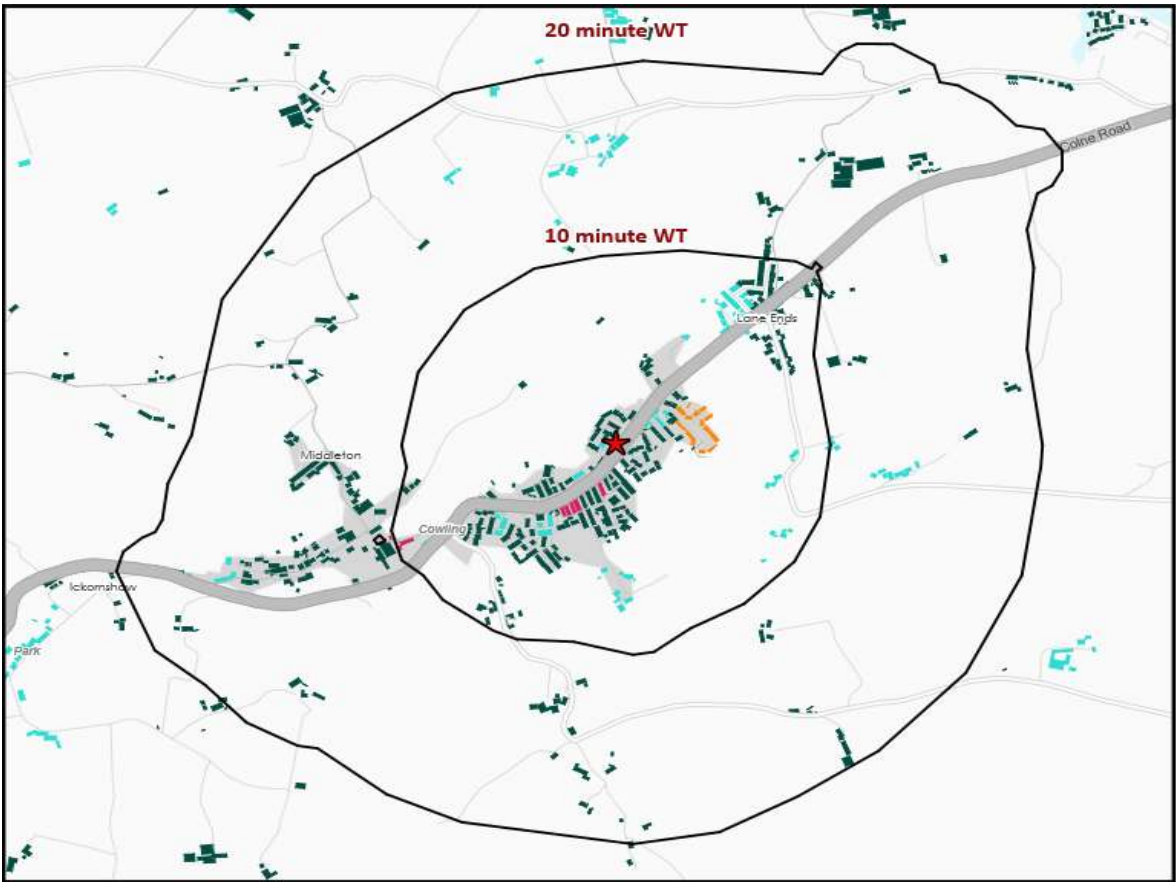 20 minute WT
Colne Road
10 minute WT
Lane Ends
Middleton
Cowling
Ickornshaw
Park